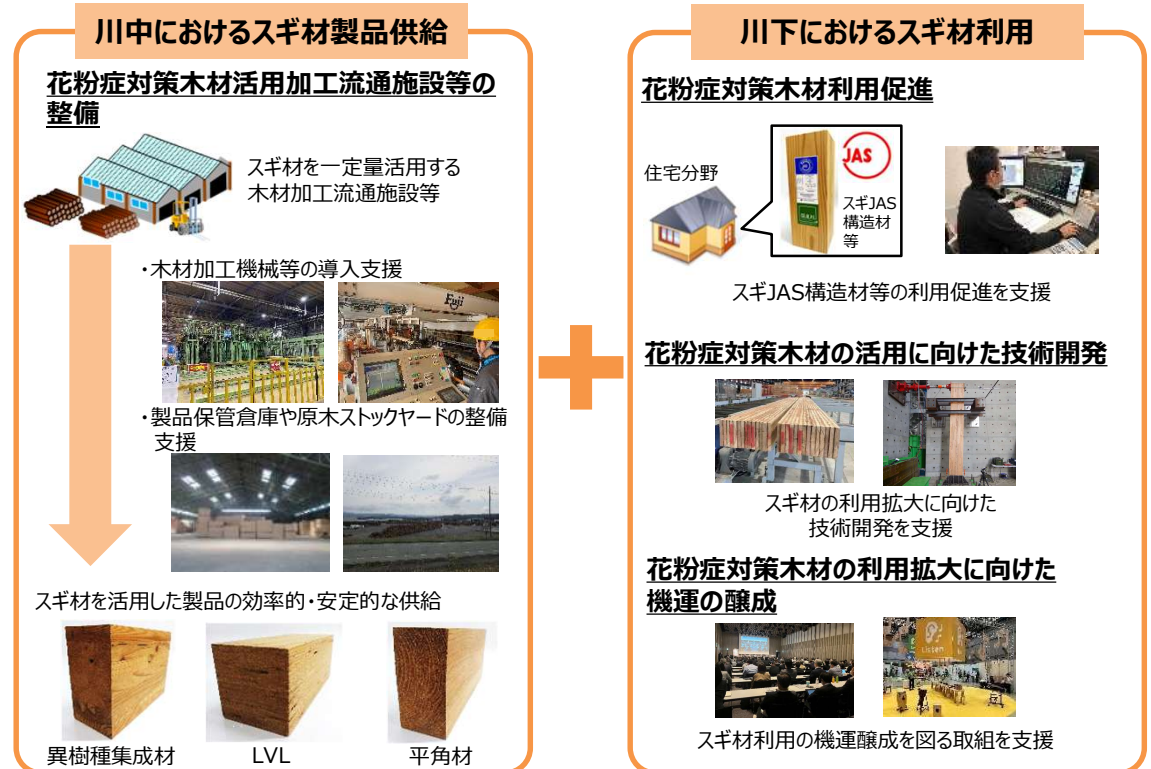 川中におけるスギ材製品供給
花粉症対策木材活用加工流通施設等の
整備
スギ材を一定量活用する
木材加工流通施設等
・木材加工機械等の導入支援
Fuji
・製品保管倉庫や原木ストックヤードの整備
支援
スギ材を活用した製品の効率的・安定的な供給
異樹種集成材
LVL
平角材
川下におけるスギ材利用
花粉症対策木材利用促進
住宅分野
JAS
スギJAS
構造材
等
スギJAS構造材等の利用促進を支援
花粉症対策木材の活用に向けた技術開発
スギ材の利用拡大に向けた
技術開発を支援
花粉症対策木材の利用拡大に向けた
機運の醸成
Listen
スギ材利用の機運醸成を図る取組を支援